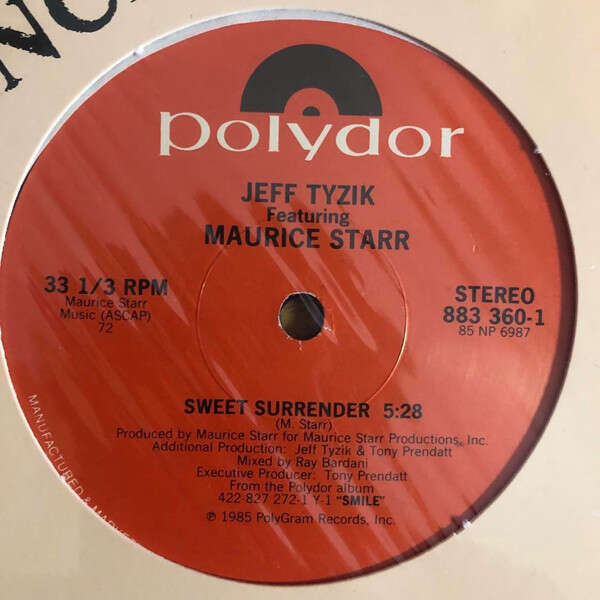 polydor
JEFF TYZIK
Featuring
MAURICE STARR
33 1/3 RPM
Maurice Starr
Music (ASCAP)
72
STEREO
883 360-1
85 NP 6987
SWEET SURRENDER 5:28
(M. Starr)
Produced by Maurice Starr for Maurice Starr Productions, Inc.
Additional Production: Jeff Tyzik & Tony Prendatt
Mixed by Ray Bardani
Executive Producer: Tony Prendatt
From the Polydor album
422-827 272-1 Y-1 "SMILE"
℗ 1985 PolyGram Records, Inc.
MANUFACTURED &